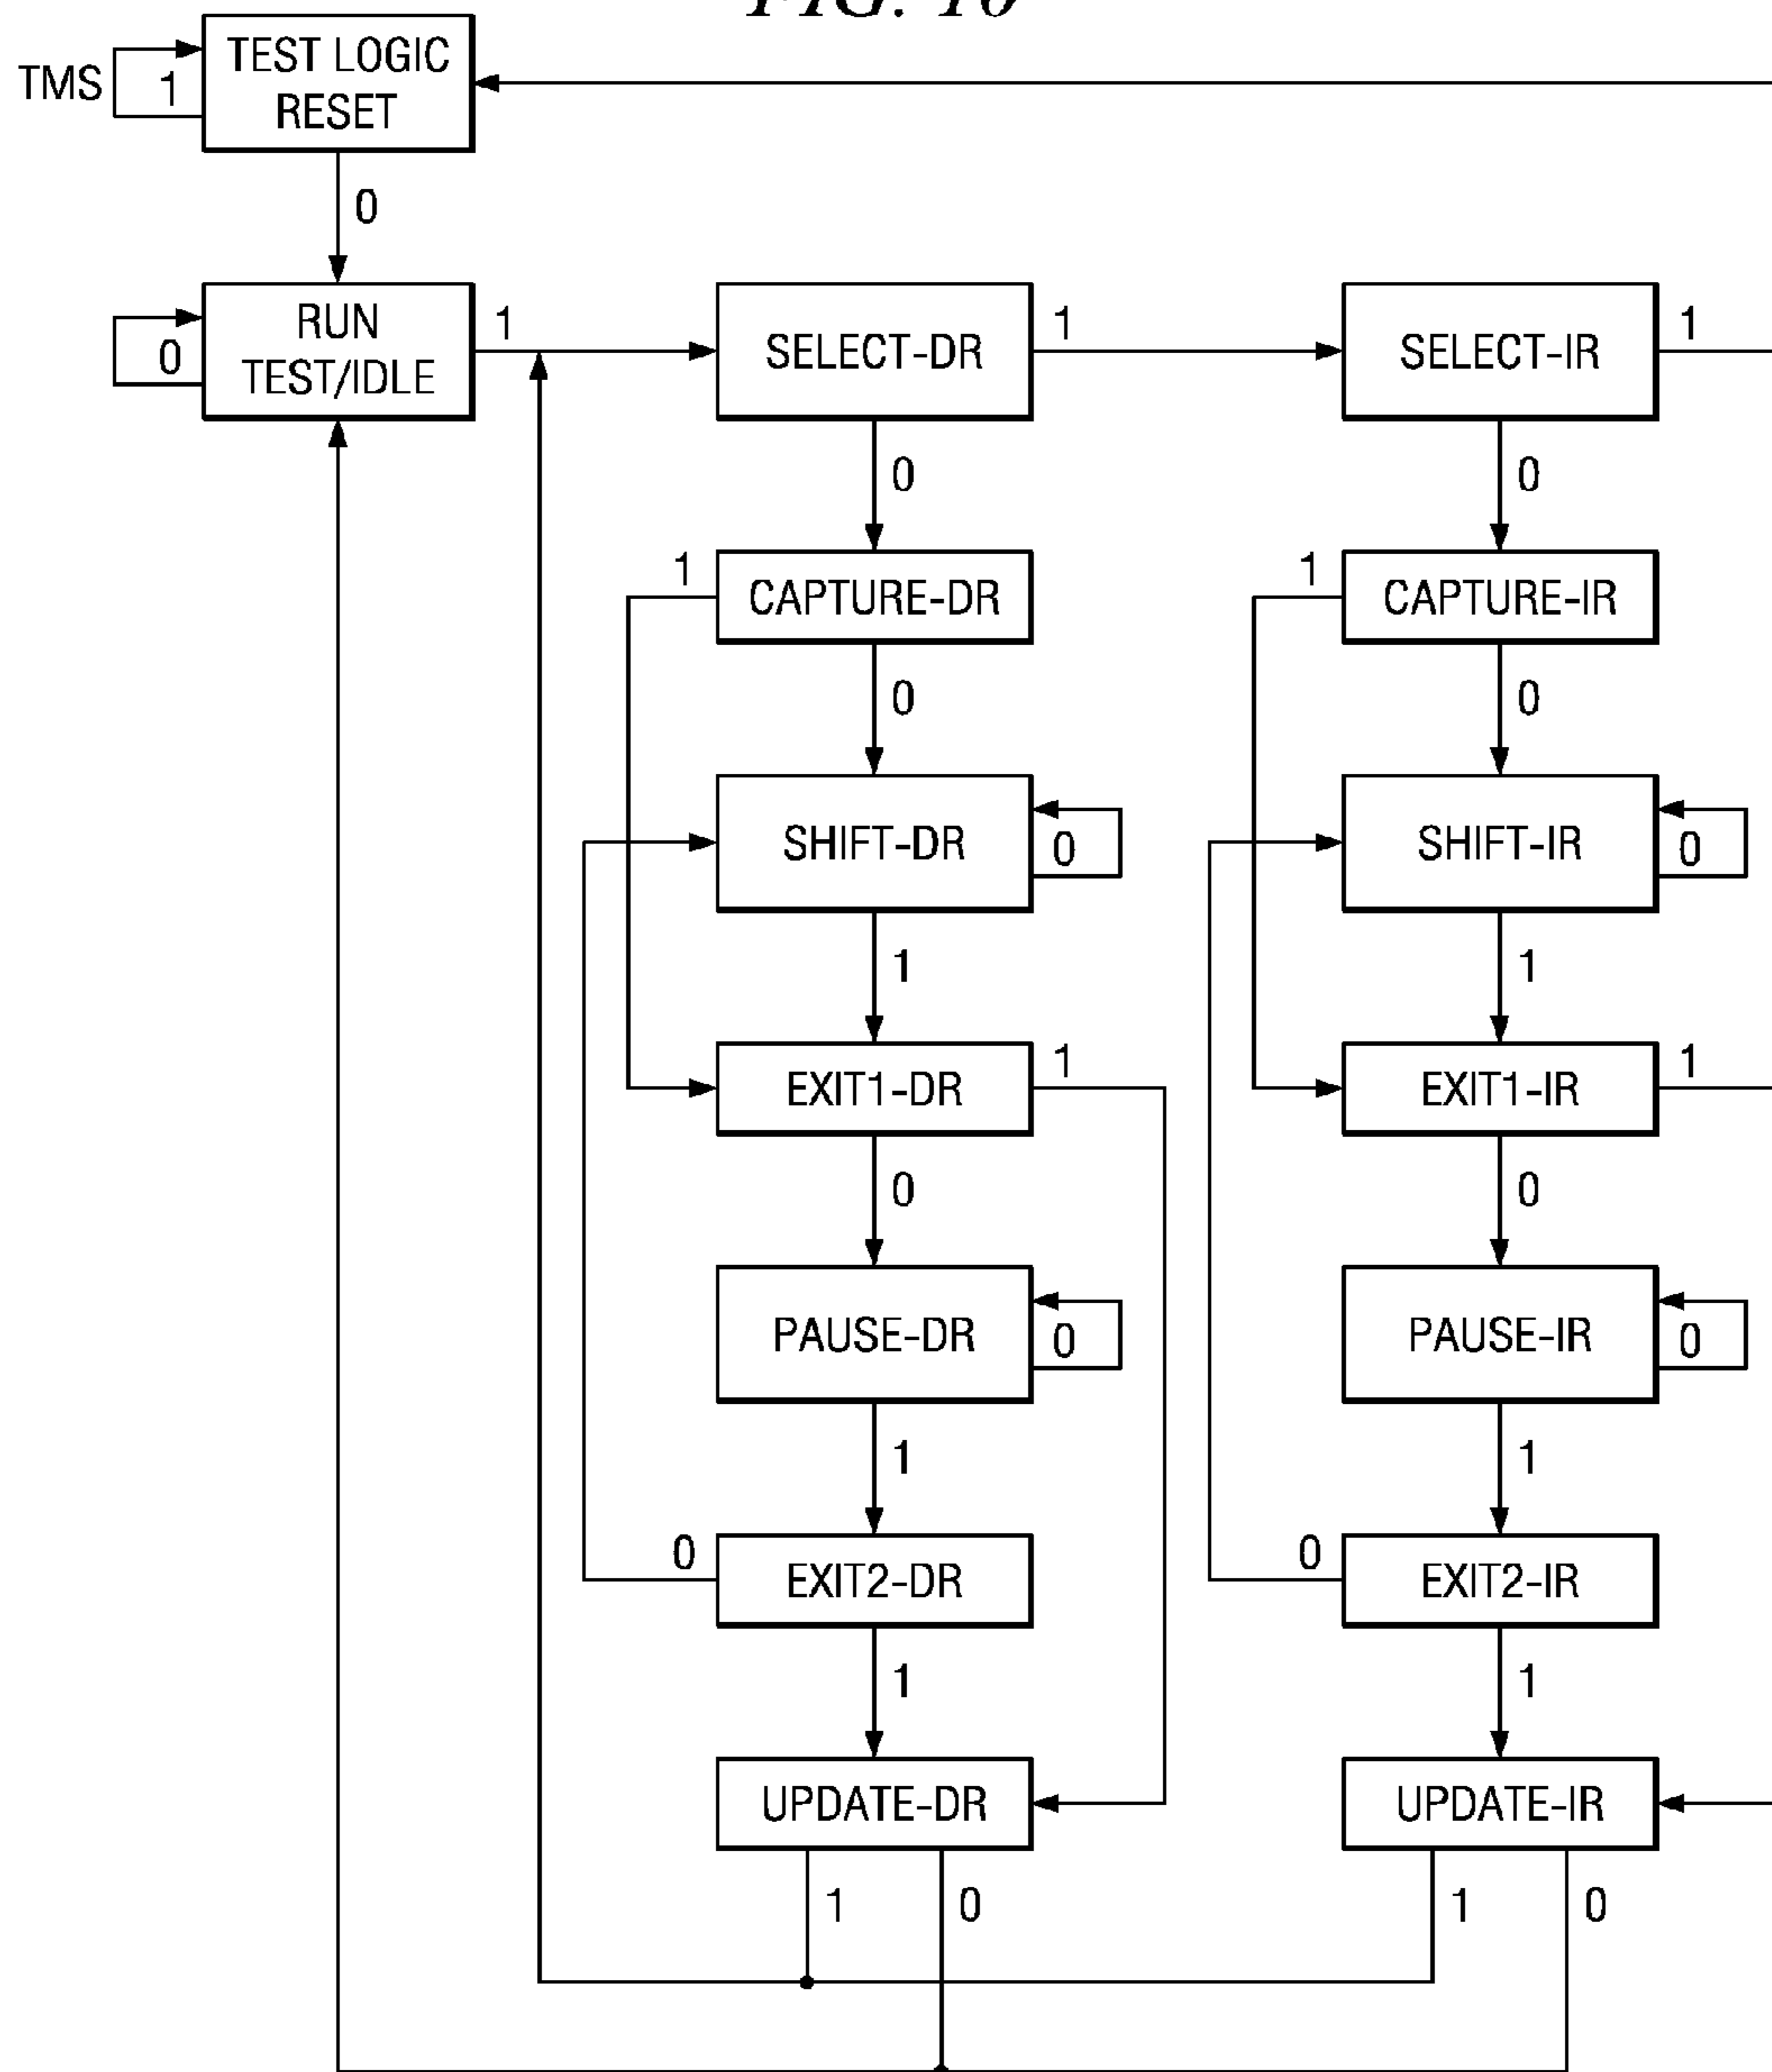 FIG. 10
TMS
1
TEST LOGIC
RESET
0
RUN
TEST/IDLE
0
1
SELECT-DR
1
SELECT-IR
1
0
0
1
CAPTURE-DR
1
CAPTURE-IR
0
0
SHIFT-DR
0
SHIFT-IR
0
1
1
EXIT1-DR
1
EXIT1-IR
1
0
0
PAUSE-DR
0
PAUSE-IR
0
1
1
0
EXIT2-DR
0
EXIT2-IR
1
1
UPDATE-DR
UPDATE-IR
1
0
1
0